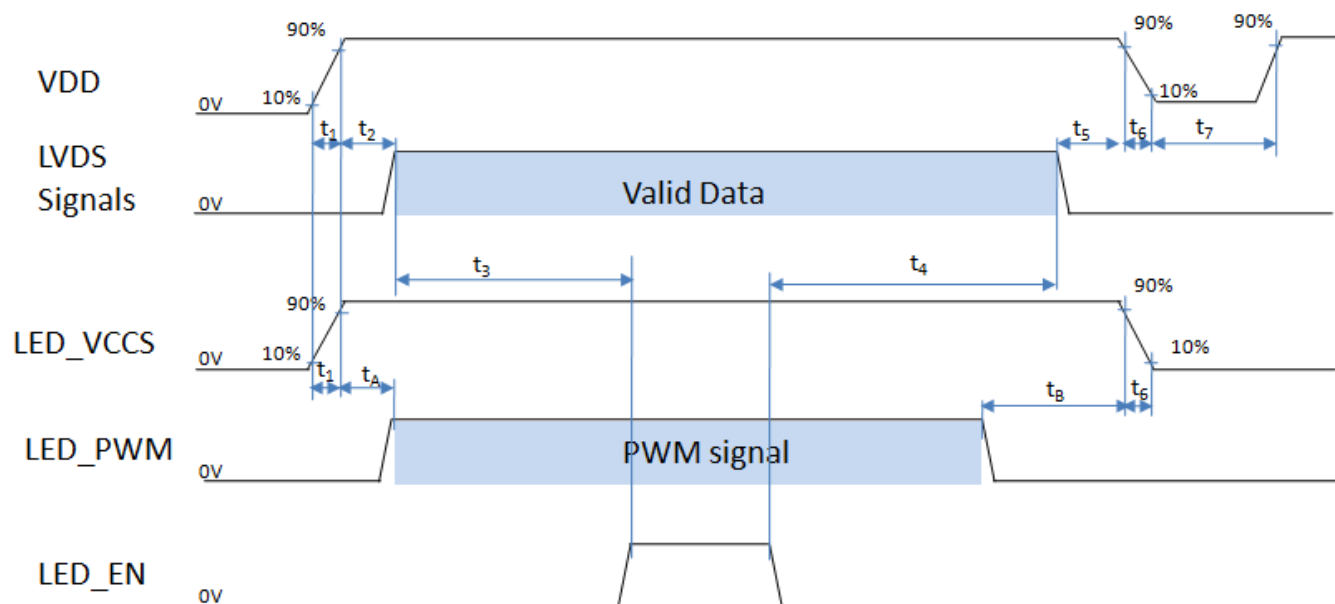 90%
90%
90%
VDD
0V
10%
10%
t1
t2
t5
t6
t7
LVDS
Signals
Valid Data
0V
t3
t4
90%
90%
LED_VCCS
0V
10%
10%
t1
tA
tB
t6
LED_PWM
PWM signal
0V
LED_EN
0V